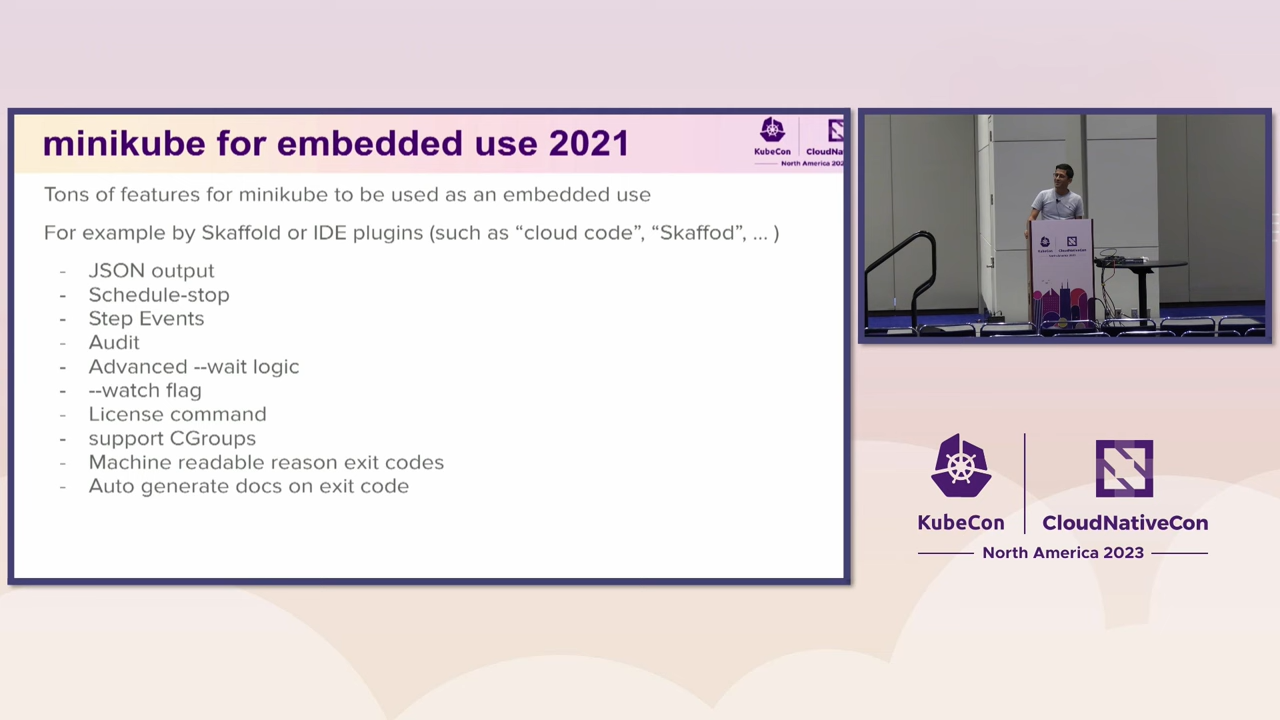 minikube for embedded use 2021
KubeCon
CloudNa
North America 202
Tons of features for minikube to be used as an embedded use
For example by Skaffold or IDE plugins (such as “cloud code”, “Skaffod”, ... )
- JSON output
- Schedule-stop
- Step Events
- Audit
- Advanced --wait logic
- --watch flag
- License command
- support CGroups
- Machine readable reason exit codes
- Auto generate docs on exit code
KubeCon
CloudNativeCon
North America 2023